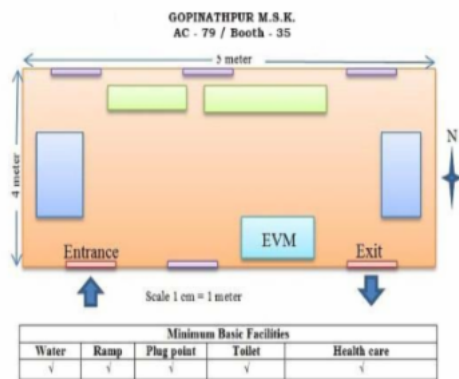 GOPINATHPUR M.S.K.
AC - 79 / Booth - 35
5 meter
4 meter
N
EVM
Entrance
Exit
Scale 1 cm = 1 meter
Minimum Basic Facilities
Water Ramp Plug point Toilet Health care
√ √ √ √ √